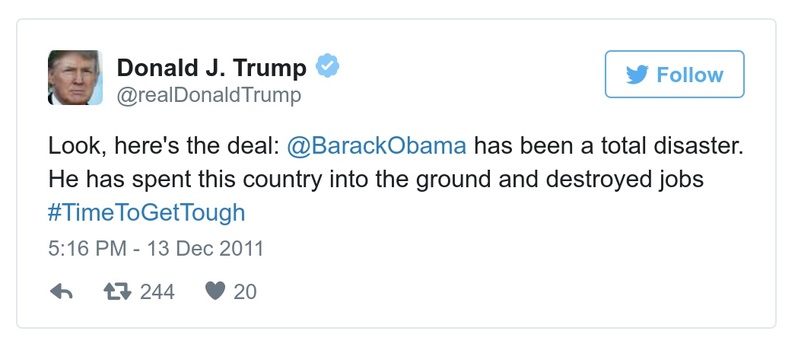 Donald J. Trump
@realDonaldTrump
Follow
Look, here's the deal: @BarackObama has been a total disaster.
He has spent this country into the ground and destroyed jobs
#TimeToGetTough
5:16 PM - 13 Dec 2011
244 20